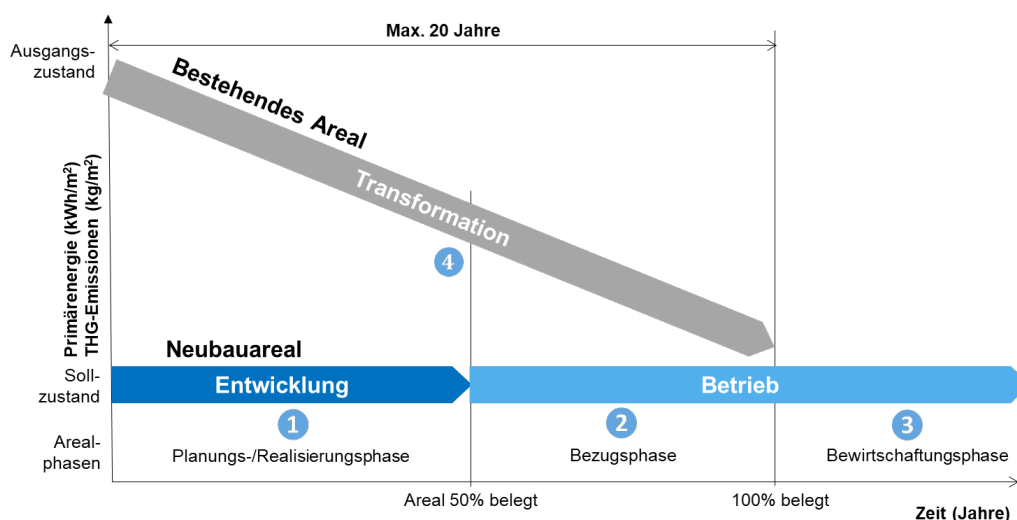 Max. 20 Jahre
Ausgangs-
zustand
Bestehendes Areal
Transformation
4
Primärenergie (kWh/m²)
THG-Emissionen (kg/m²)
Neubauareal
Soll-
zustand
Entwicklung
Betrieb
1
2
3
Areal-
phasen
Planungs-/Realisierungsphase
Bezugsphase
Bewirtschaftungsphase
Areal 50% belegt
100% belegt
Zeit (Jahre)